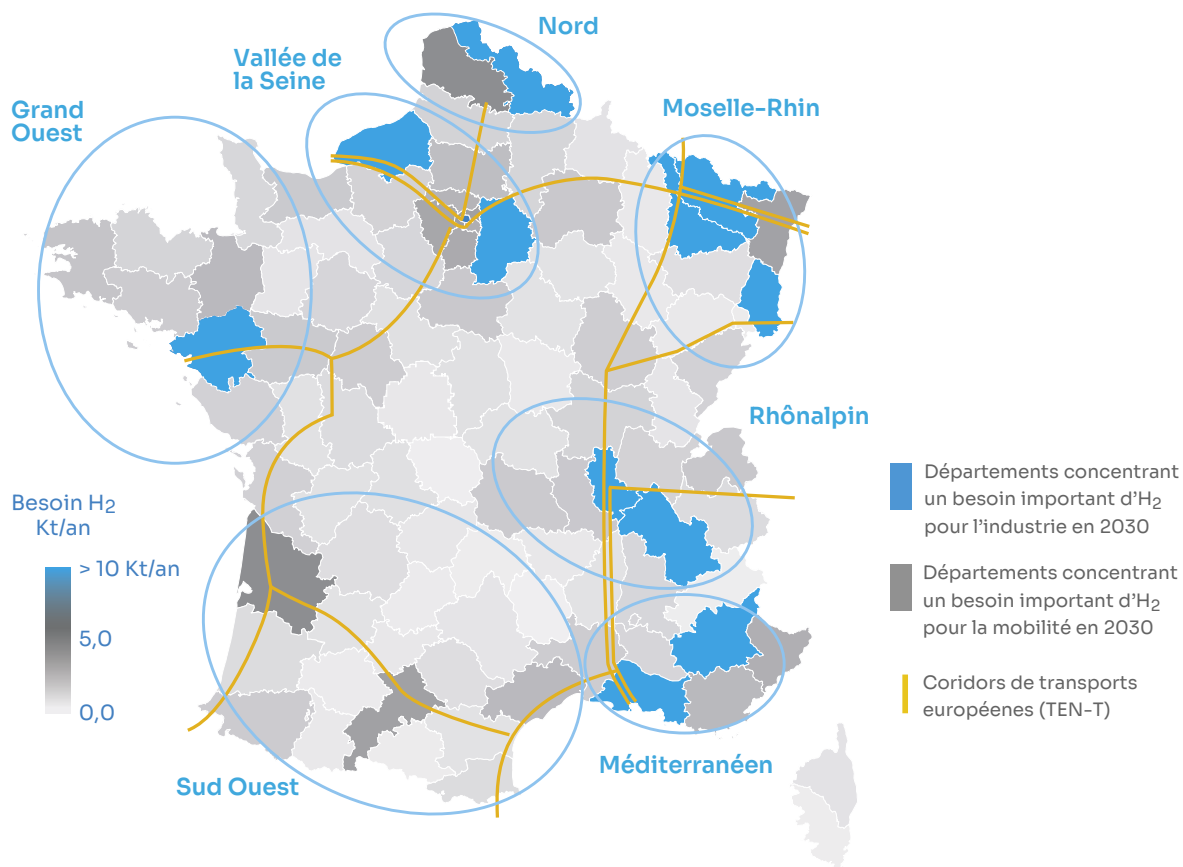 Nord
Vallée de
la Seine
Grand
Ouest
Moselle-Rhin
Rhônalpin
Besoin H2
Kt/an
> 10 Kt/an
5,0
0,0
Sud Ouest
Méditerranéen
Départements concentrant
un besoin important d'H2
pour l'industrie en 2030
Départements concentrant
un besoin important d'H2
pour la mobilité en 2030
Coridors de transports
européenes (TEN-T)